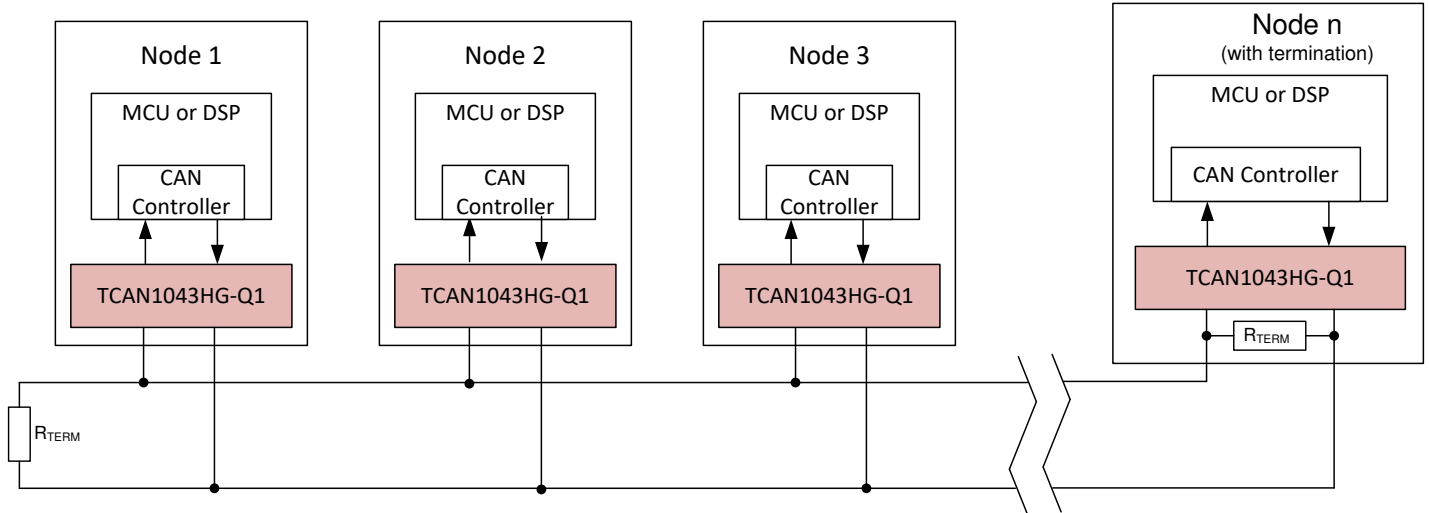 Node 1
MCU or DSP
CAN
Controller
TCAN1043HG-Q1
Node 2
MCU or DSP
CAN
Controller
TCAN1043HG-Q1
Node 3
MCU or DSP
CAN
Controller
TCAN1043HG-Q1
Node n
(with termination)
MCU or DSP
CAN Controller
TCAN1043HG-Q1
RTERM
RTERM